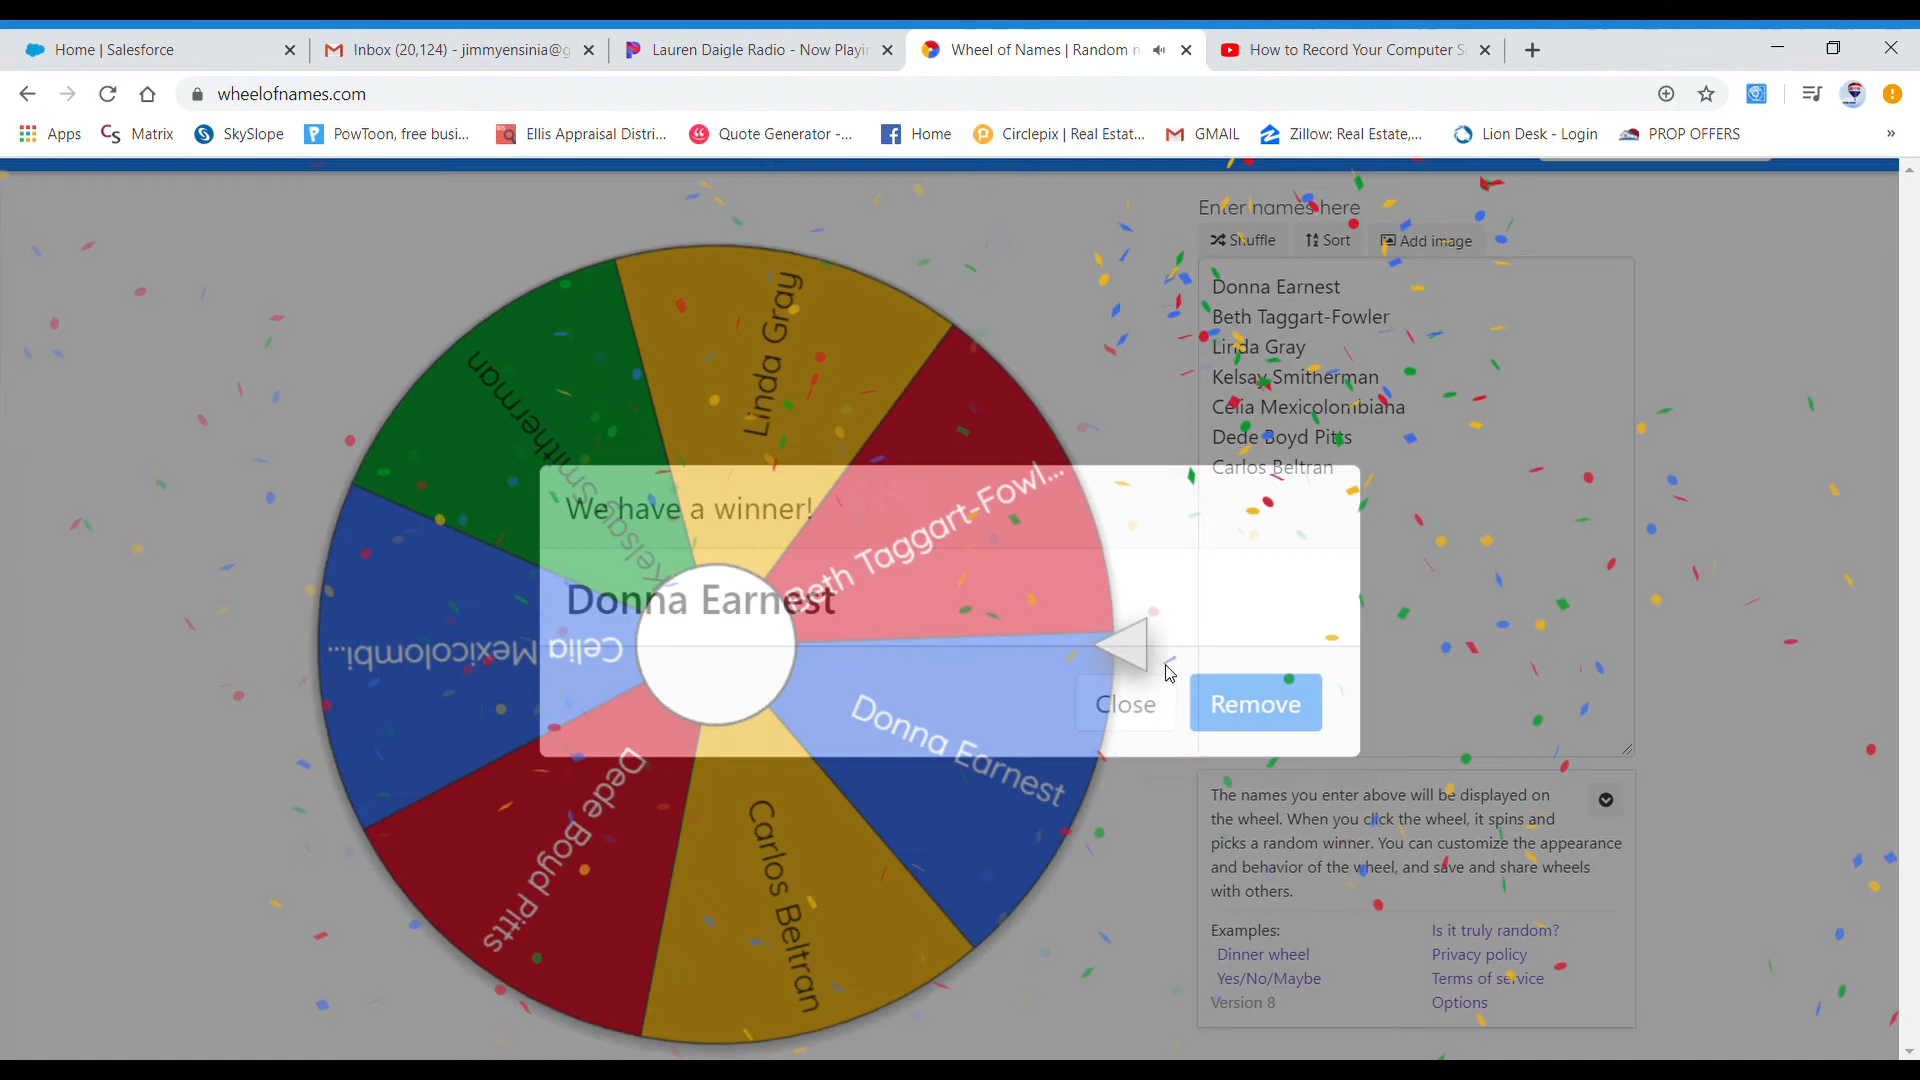 Home | Salesforce
Inbox (20,124) - jimmyensinia@g
Lauren Daigle Radio - Now Playin
Wheel of Names | Random n
How to Record Your Computer Sc
wheelofnames.com
Apps
Matrix
SkySlope
PowToon, free busi...
Ellis Appraisal Distri...
Quote Generator -...
Home
Circlepix | Real Estat...
GMAIL
Zillow: Real Estate,...
Lion Desk - Login
PROP OFFERS
»
Enter names here
Shuffle
Sort
Add image
Donna Earnest
Beth Taggart-Fowler
Linda Gray
Kelsay Smitherman
Celia Mexicolombiana
Dede Boyd Pitts
Carlos Beltran
Linda Gray
Beth Taggart-Fowl...
Donna Earnest
Carlos Beltran
Dede Boyd Pitts
Celia Mexicolombi...
Kelsay Smitherman
We have a winner!
Donna Earnest
Close
Remove
The names you enter above will be displayed on
the wheel. When you click the wheel, it spins and
picks a random winner. You can customize the appearance
and behavior of the wheel, and save and share wheels
with others.
Examples:
Dinner wheel
Yes/No/Maybe
Version 8
Is it truly random?
Privacy policy
Terms of service
Options